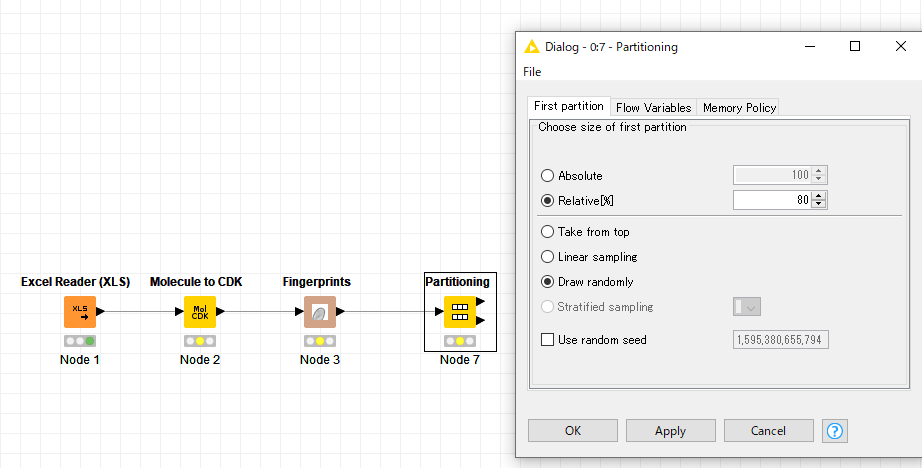 Dialog - 0:7 - Partitioning
File
First partition Flow Variables Memory Policy
Choose size of first partition
Absolute 100
Relative[%] 80
Take from top
Linear sampling
Draw randomly
Stratified sampling
Use random seed 1,595,380,655,794
OK Apply Cancel ?
Excel Reader (XLS) Molecule to CDK Fingerprints Partitioning
XLS Mol
CDK
Node 1 Node 2 Node 3 Node 7